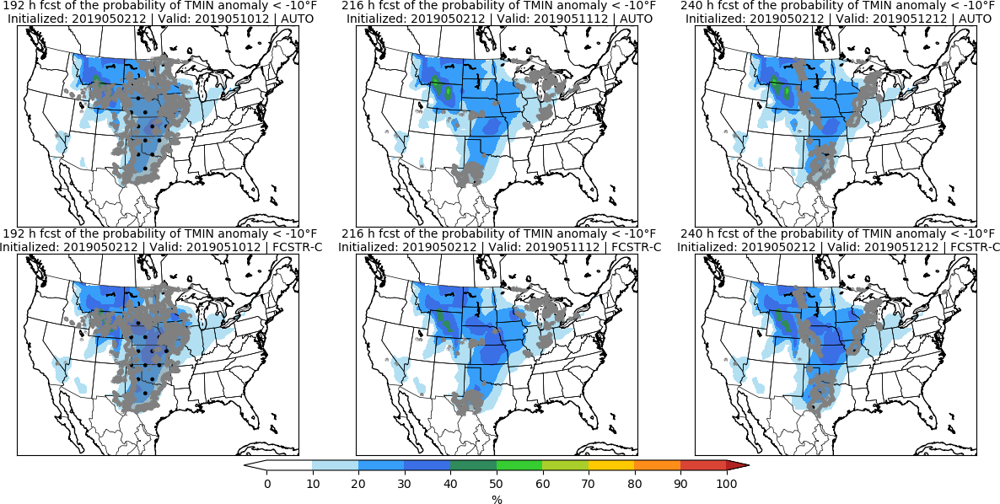 192 h fcst of the probability of TMIN anomaly < -10°F
Initialized: 2019050212 | Valid: 2019051012 | AUTO
216 h fcst of the probability of TMIN anomaly < -10°F
Initialized: 2019050212 | Valid: 2019051112 | AUTO
240 h fcst of the probability of TMIN anomaly < -10°F
Initialized: 2019050212 | Valid: 2019051212 | AUTO
192 h fcst of the probability of TMIN anomaly < -10°F
Initialized: 2019050212 | Valid: 2019051012 | FCSTR-C
216 h fcst of the probability of TMIN anomaly < -10°F
Initialized: 2019050212 | Valid: 2019051112 | FCSTR-C
240 h fcst of the probability of TMIN anomaly < -10°F
Initialized: 2019050212 | Valid: 2019051212 | FCSTR-C
0 10 20 30 40 50 60 70 80 90 100
%